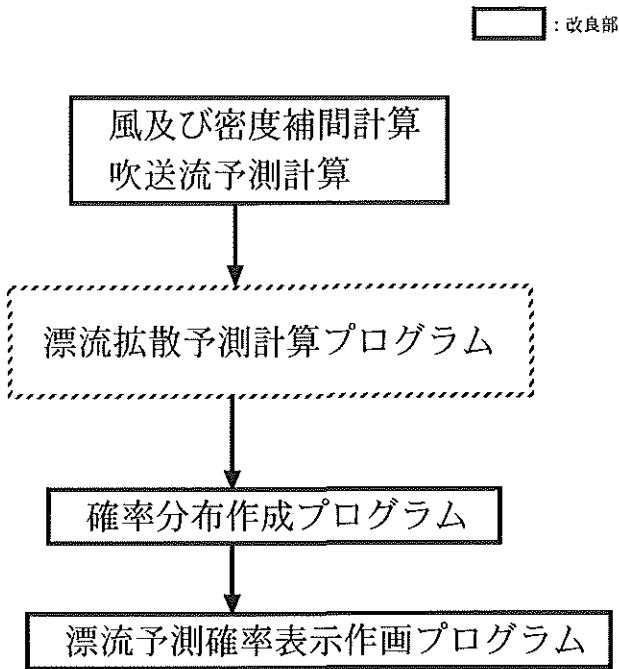 ：改良部
風及び密度補間計算
吹送流予測計算
漂流拡散予測計算プログラム
確率分布作成プログラム
漂流予測確率表示作画プログラム